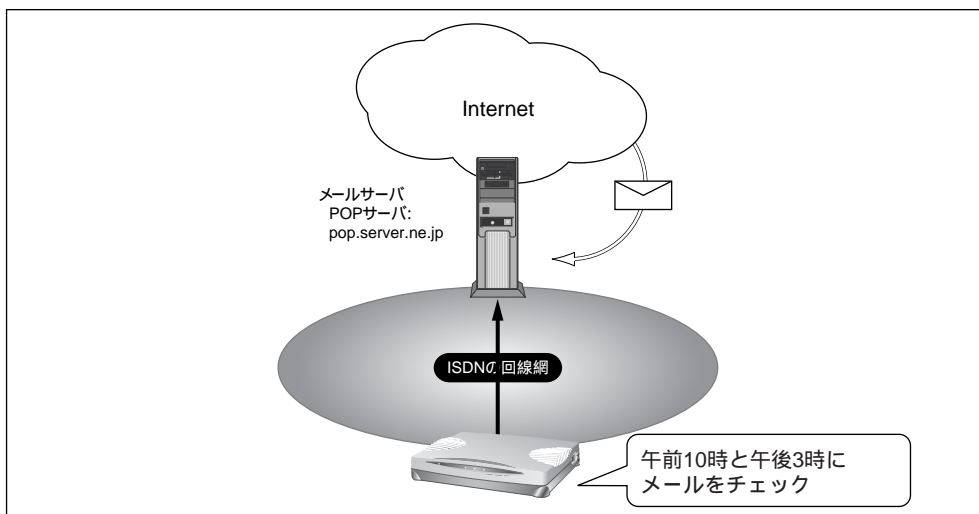 Internet
メールサーバ
POPサーバ:
pop.server.ne.jp
ISDNの回線網
午前10時と午後3時に
メールをチェック